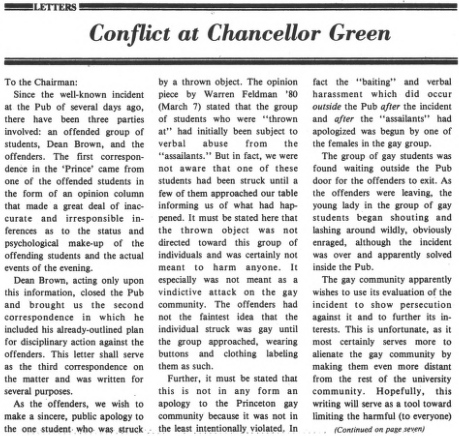 LETTERS
Conflict at Chancellor Green
To the Chairman:
Since the well-known incident
at the Pub of several days ago,
there have been three parties
involved: an offended group of
students, Dean Brown, and the
offenders. The first correspon-
dence in the 'Prince' came from
one of the offended students in
the form of an opinion column
that made a great deal of inac-
curate and irresponsible in-
ferences as to the status and
psychological make-up of the
offending students and the actual
events of the evening.
Dean Brown, acting only upon
this information, closed the Pub
and brought us the second
correspondence in which he
included his already-outlined plan
for disciplinary action against the
offenders. This letter shall serve
as the third correspondence on
the matter and was written for
several purposes.
As the offenders, we wish to
make a sincere, public apology to
the one student who was struck
by a thrown object. The opinion
piece by Warren Feldman '80
(March 7) stated that the group
of students who were "thrown
at" had initially been subject to
verbal abuse from the
"assailants." But in fact, we were
not aware that one of these
students had been struck until a
few of them approached our table
informing us of what had hap-
pened. It must be stated here that
the thrown object was not
directed toward this group of
individuals and was certainly not
meant to harm anyone. It
especially was not meant as a
vindictive attack on the gay
community. The offenders had
not the faintest idea that the
individual struck was gay until
the group approached, wearing
buttons and clothing labeling
them as such.
Further, it must be stated that
this is not in any form an
apology to the Princeton gay
community because it was not in
the least intentionally violated. In
fact the "baiting" and verbal
harassment which did occur
outside the Pub after the incident
and after the "assailants" had
apologized was begun by one of
the females in the gay group.
The group of gay students was
found waiting outside the Pub
door for the offenders to exit. As
the offenders were leaving, the
young lady in the group of gay
students began shouting and
lashing around wildly, obviously
enraged, although the incident
was over and apparently solved
inside the Pub.
The gay community apparently
wishes to use its evaluation of the
incident to show persecution
against it and to further its in-
terests. This is unfortunate, as it
most certainly serves more to
alienate the gay community by
making them even more distant
from the rest of the university
community. Hopefully, this
writing will serve as a tool toward
limiting the harmful (to everyone)
(Continued on page seven)